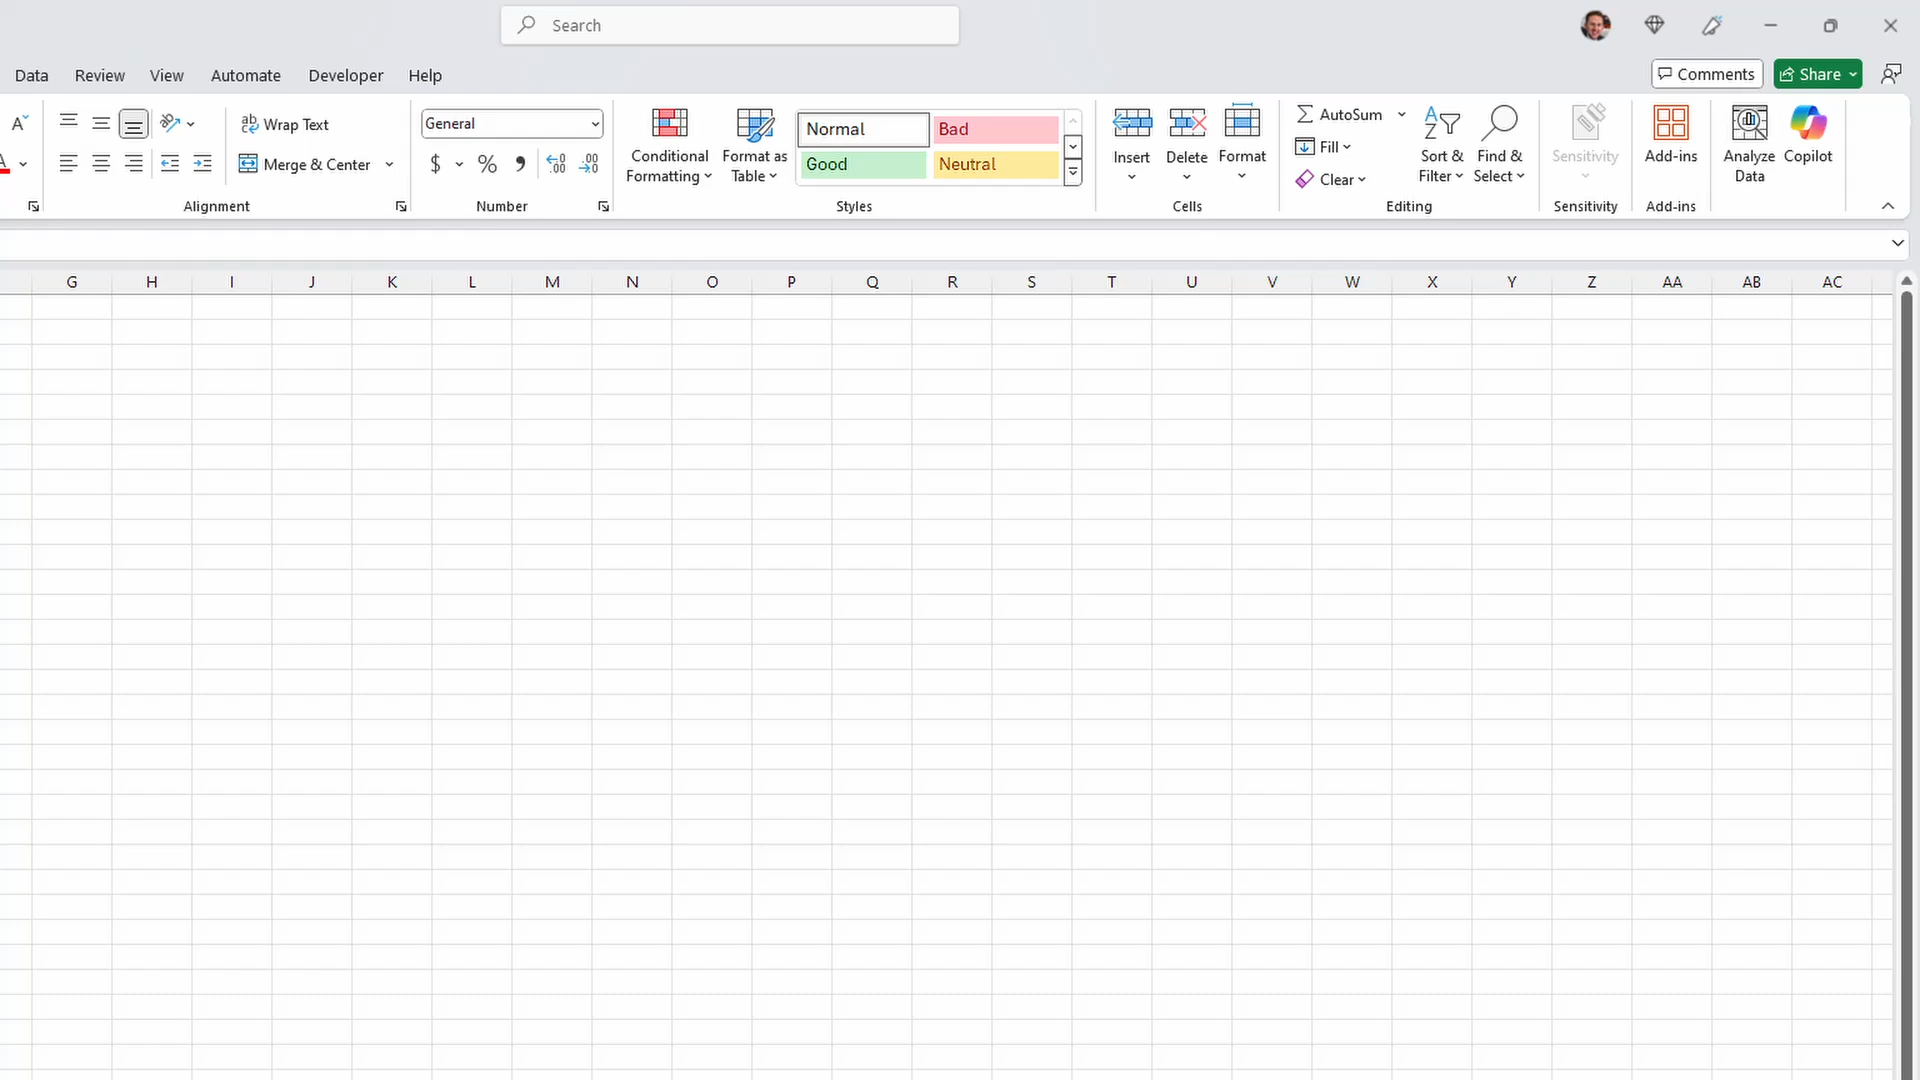 Search
Data Review View Automate Developer Help Comments Share
A Wrap Text General Conditional Formatting Format as Table Normal Bad Insert Delete Format AutoSum Sort & Filter Find & Select Sensitivity Add-ins Analyze Data Copilot
A Merge & Center $ % , .00 .00 Good Neutral Fill
Clear
Alignment Number Styles Cells Editing Sensitivity Add-ins
G H I J K L M N O P Q R S T U V W X Y Z AA AB AC